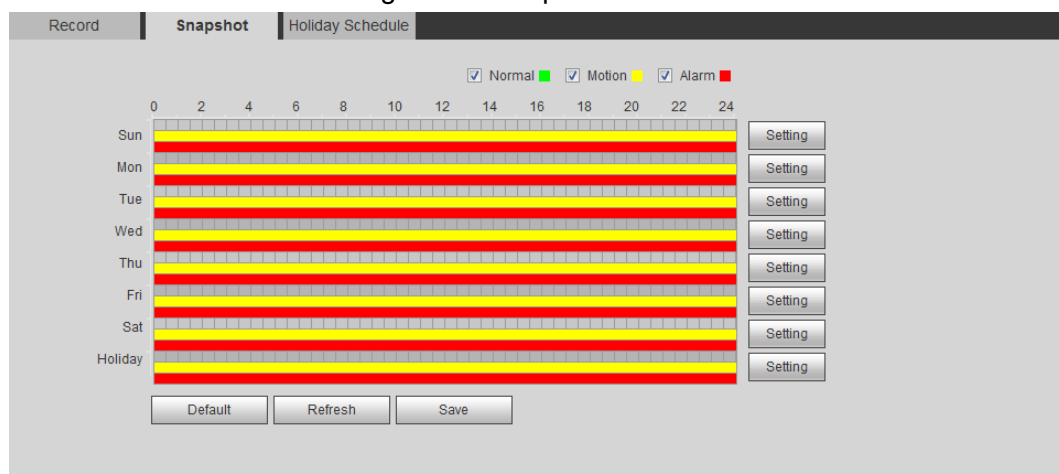 Record Snapshot Holiday Schedule
Normal Motion Alarm
0 2 4 6 8 10 12 14 16 18 20 22 24
Sun Setting
Mon Setting
Tue Setting
Wed Setting
Thu Setting
Fri Setting
Sat Setting
Holiday Setting
Default Refresh Save